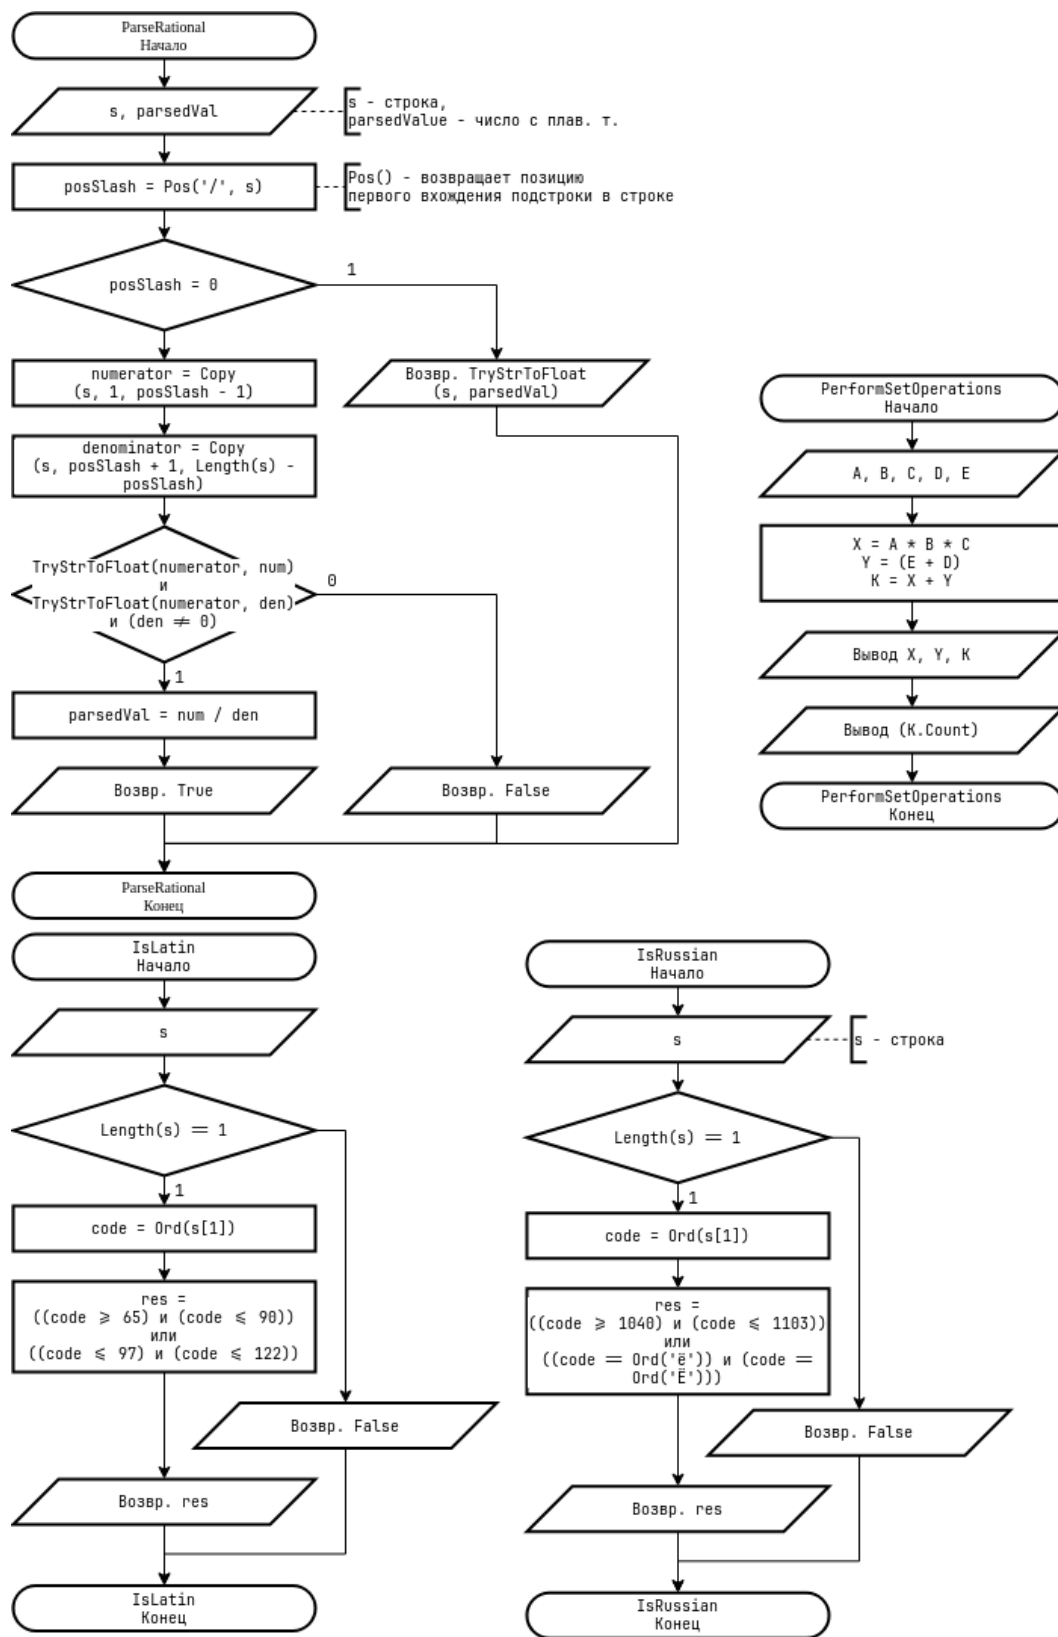 ParseRational
Начало
s, parsedVal
s - строка,
parsedValue - число с плав. т.
posSlash = Pos('/', s)
Pos() - возвращает позицию
первого вхождения подстроки в строке
posSlash = 0
1
numerator = Copy
(s, 1, posSlash - 1)
Возвр. TryStrToFloat
(s, parsedVal)
denominator = Copy
(s, posSlash + 1, Length(s) -
posSlash)
TryStrToFloat(numerator, num)
и
TryStrToFloat(numerator, den)
и (den ≠ 0)
0
1
parsedVal = num / den
Возвр. True
Возвр. False
ParseRational
Конец
PerformSetOperations
Начало
A, B, C, D, E
X = A * B * C
Y = (E + D)
K = X + Y
Вывод X, Y, K
Вывод (K.Count)
PerformSetOperations
Конец
IsLatin
Начало
s
Length(s) == 1
1
code = Ord(s[1])
res =
((code ≥ 65) и (code ≤ 90))
или
((code ≤ 97) и (code ≤ 122))
Возвр. False
Возвр. res
IsLatin
Конец
IsRussian
Начало
s
s - строка
Length(s) == 1
1
code = Ord(s[1])
res =
((code ≥ 1040) и (code ≤ 1103))
или
((code == Ord('ё')) и (code ==
Ord('Ё')))
Возвр. False
Возвр. res
IsRussian
Конец